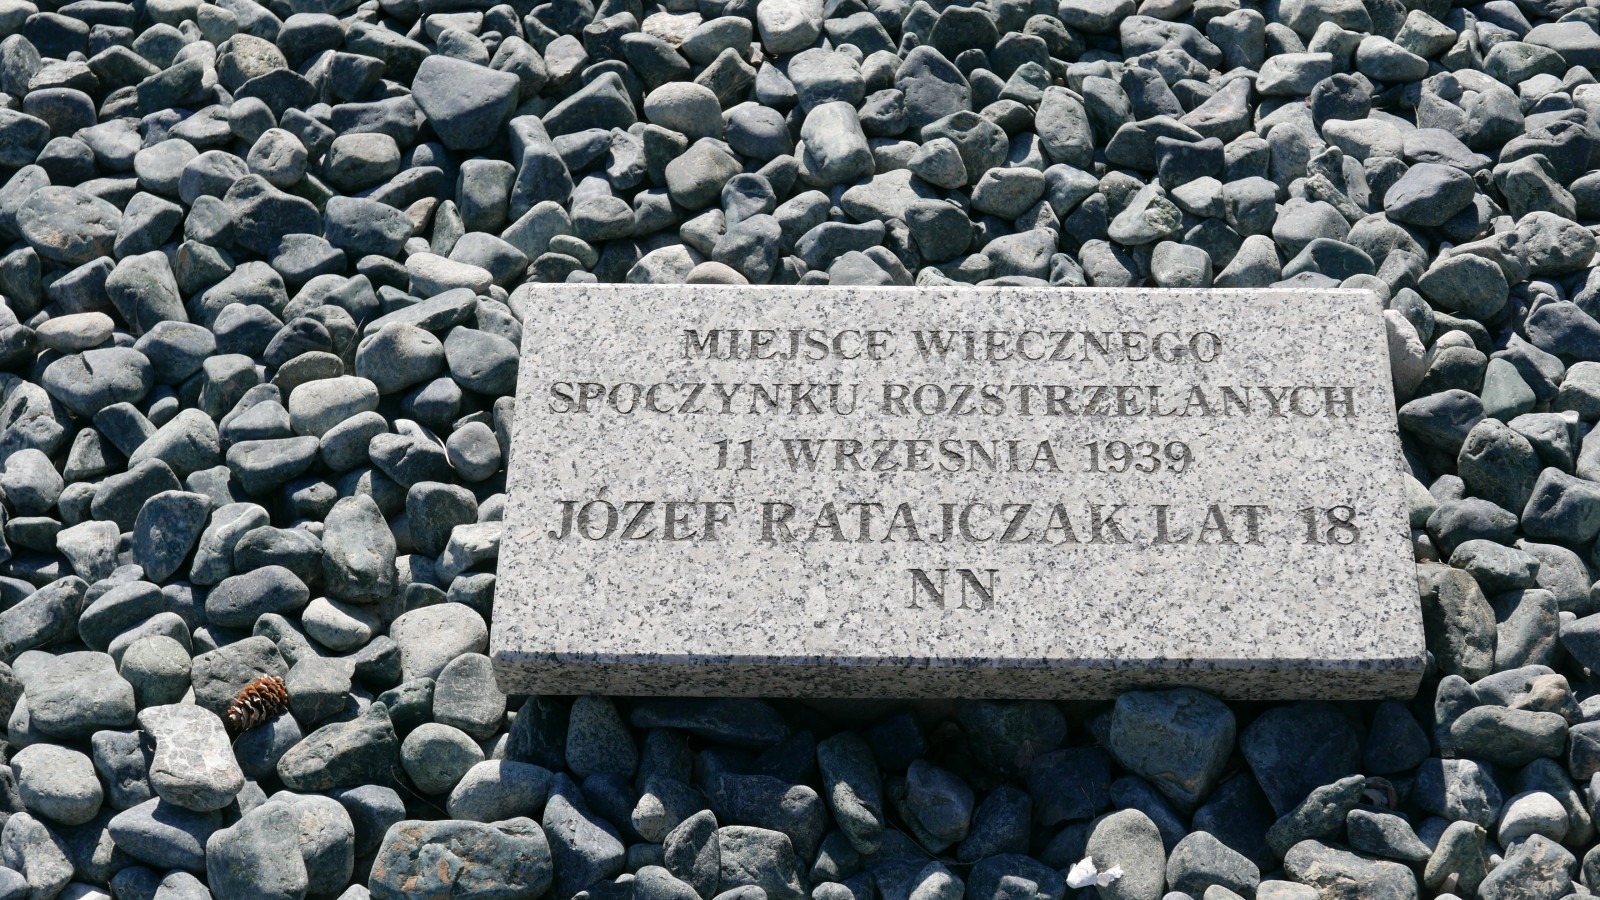 MIEJSCE WIECZNEGO
SPOCZYNKU ROZSTRZELANYCH
11 WRZEŚNIA 1939
JÓZEF RATAJCZAK LAT 18
NN